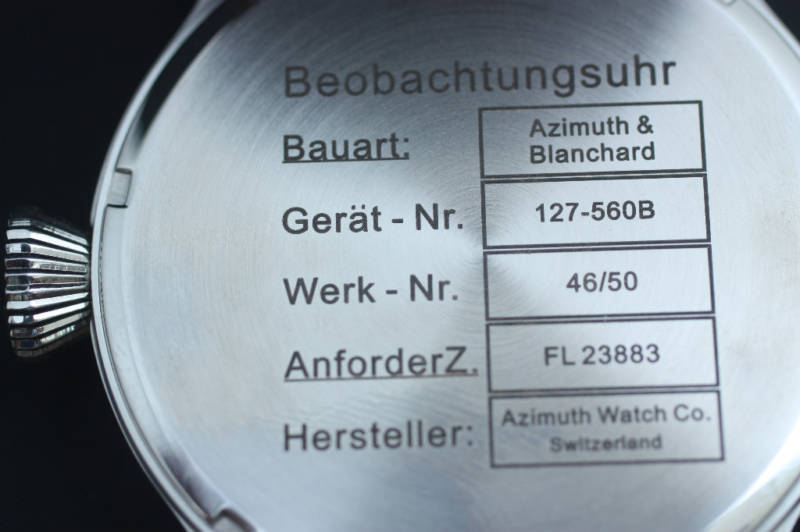 Beobachtungsuhr
Bauart: Azimuth &
Blanchard
Gerät - Nr. 127-560B
Werk - Nr. 46/50
AnforderZ. FL 23883
Hersteller: Azimuth Watch Co.
Switzerland